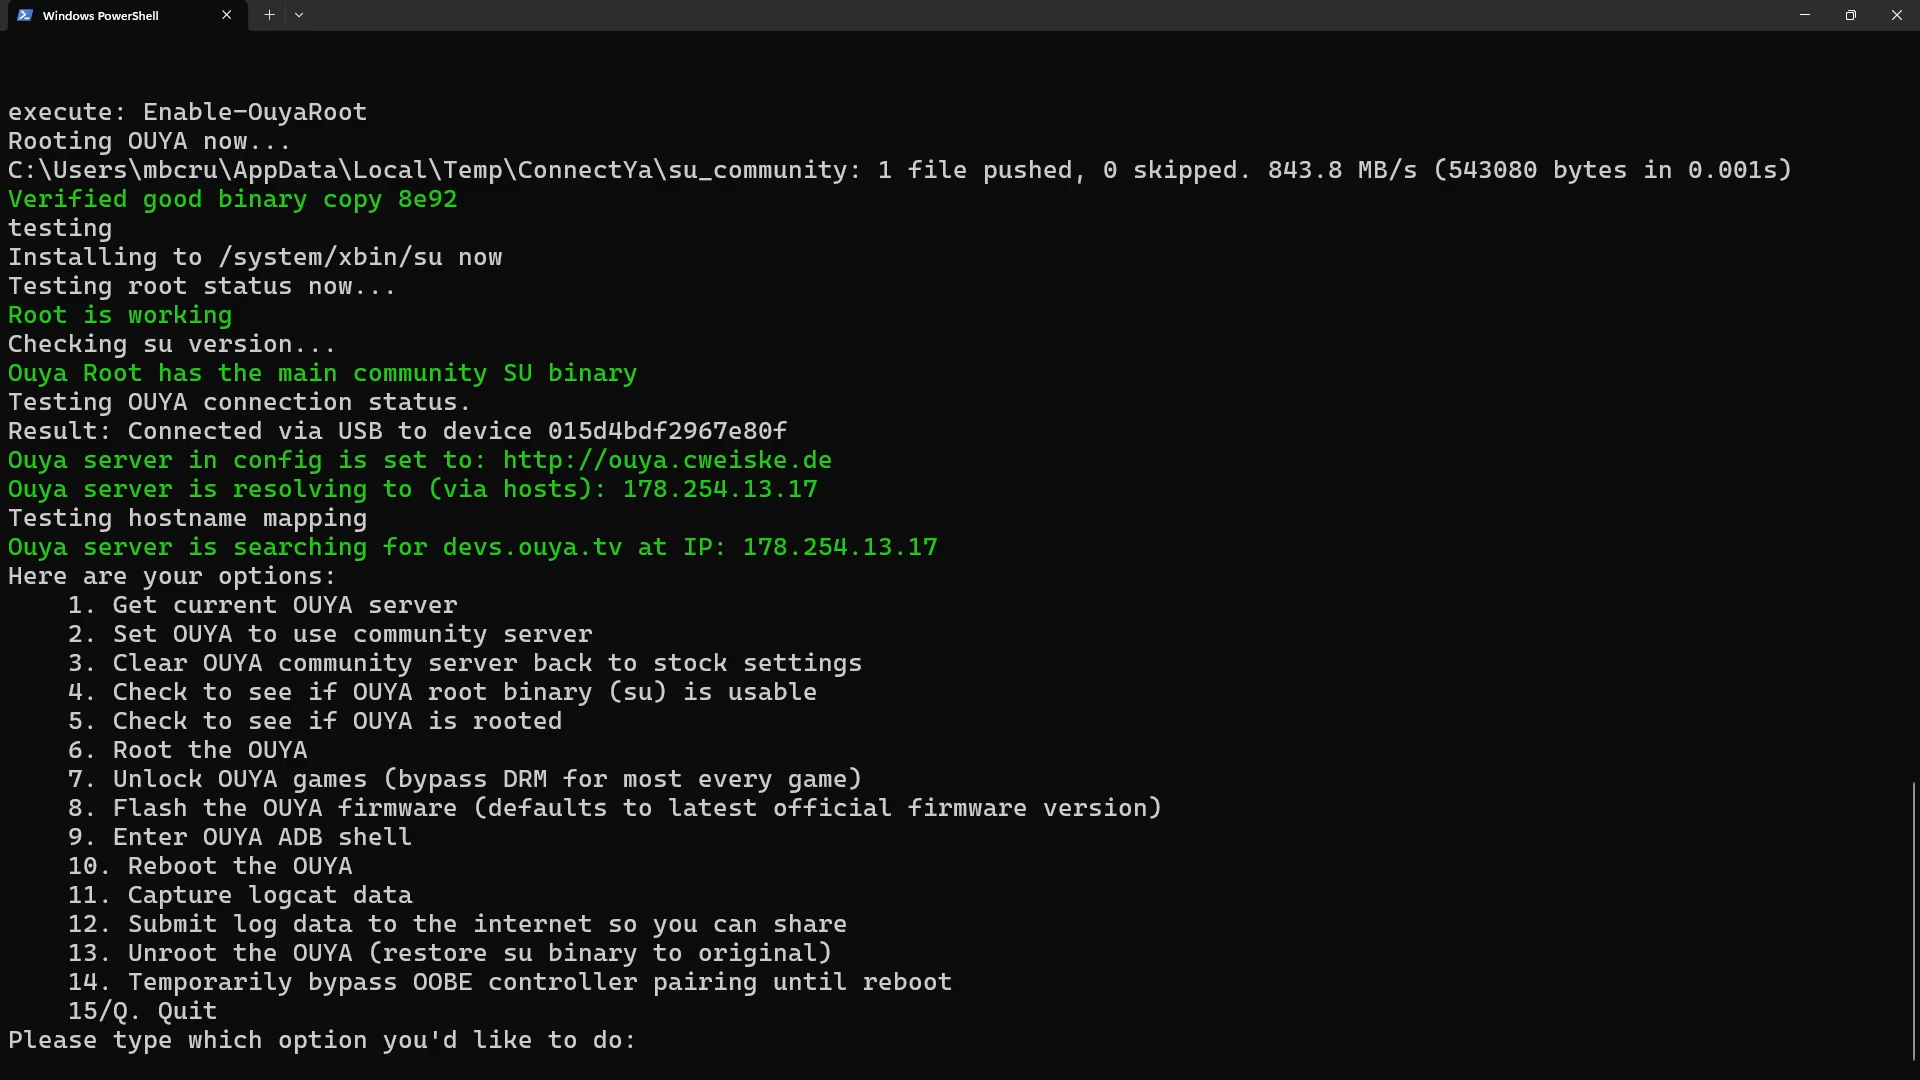 Windows PowerShell
execute: Enable-OuyaRoot
Rooting OUYA now...
C:\Users\mbcru\AppData\Local\Temp\ConnectYa\su_community: 1 file pushed, 0 skipped. 843.8 MB/s (543080 bytes in 0.001s)
Verified good binary copy 8e92
testing
Installing to /system/xbin/su now
Testing root status now...
Root is working
Checking su version...
Ouya Root has the main community SU binary
Testing OUYA connection status.
Result: Connected via USB to device 015d4bdf2967e80f
Ouya server in config is set to: http://ouya.cweiske.de
Ouya server is resolving to (via hosts): 178.254.13.17
Testing hostname mapping
Ouya server is searching for devs.ouya.tv at IP: 178.254.13.17
Here are your options:
1. Get current OUYA server
2. Set OUYA to use community server
3. Clear OUYA community server back to stock settings
4. Check to see if OUYA root binary (su) is usable
5. Check to see if OUYA is rooted
6. Root the OUYA
7. Unlock OUYA games (bypass DRM for most every game)
8. Flash the OUYA firmware (defaults to latest official firmware version)
9. Enter OUYA ADB shell
10. Reboot the OUYA
11. Capture logcat data
12. Submit log data to the internet so you can share
13. Unroot the OUYA (restore su binary to original)
14. Temporarily bypass OOBE controller pairing until reboot
15/Q. Quit
Please type which option you'd like to do: